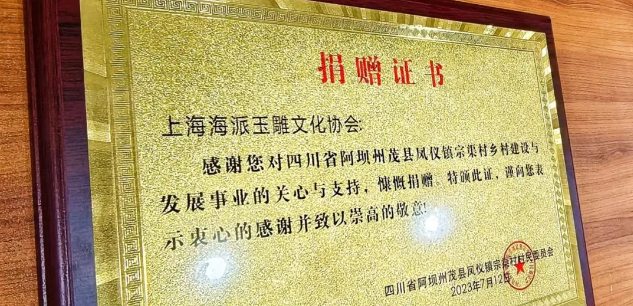 捐赠证书
上海海派玉雕文化协会:
感谢您对四川省阿坝州茂县凤仪镇宗渠村乡村建设与
发展事业的关心与支持，慷慨捐赠。特颁此证，谨向您表
示衷心的感谢并致以崇高的敬意!
四川省阿坝州茂县凤仪镇宗渠村村民委员会
2023年7月12日